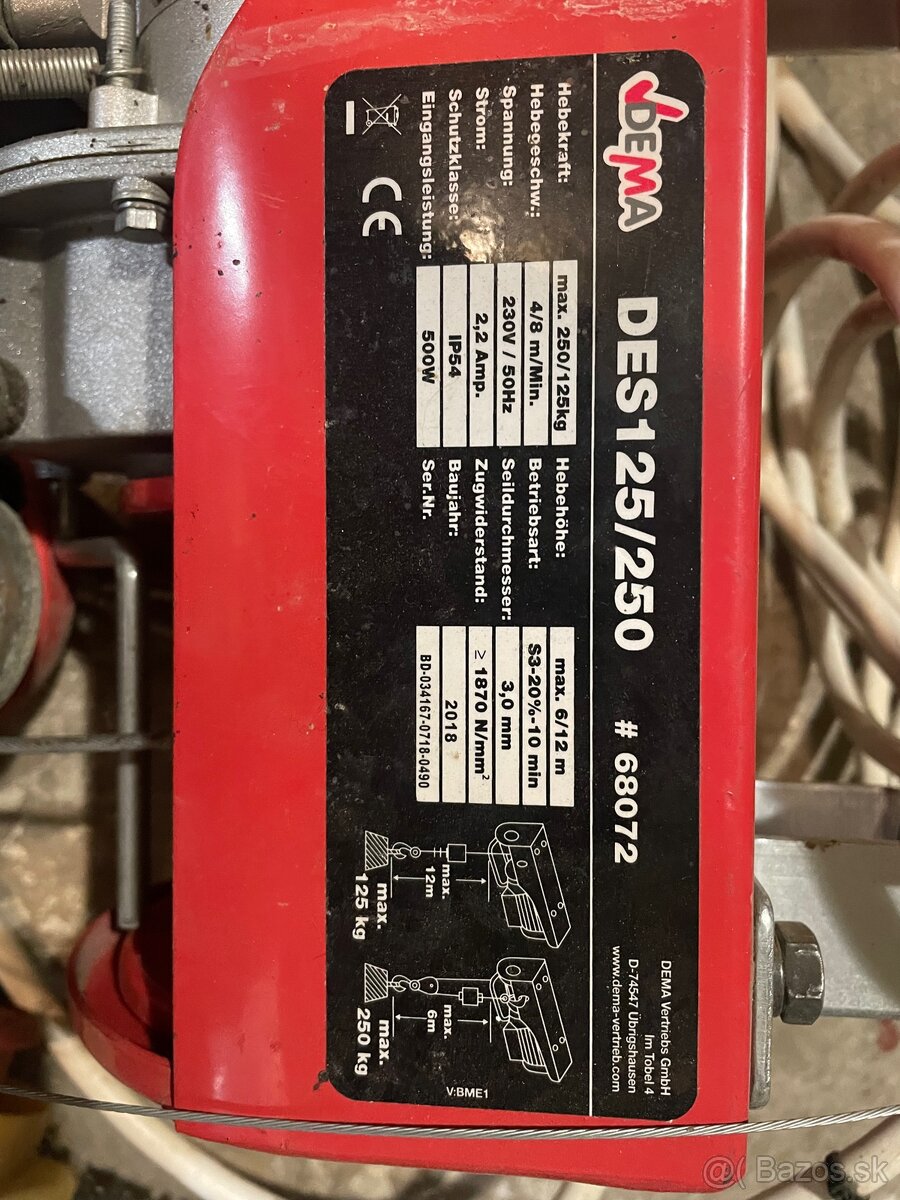 DEMA DES125/250 # 68072
DEMA Vertriebs GmbH
Im Tobel 4
D-74547 Übrigshausen
www.dema-vertrieb.com
Hebekraft: max. 250/125kg Hebehöhe: max. 6/12 m
Hebegeschw.: 4/8 m/Min. Betriebsart: S3-20%-10 min
Spannung: 230V / 50Hz Seildurchmesser: 3,0 mm
Strom: 2,2 Amp. Zugwiderstand: ≥ 1870 N/mm²
Schutzklasse: IP54 Baujahr: 2018
Eingangsleistung: 500W Ser.Nr. BD-034167-0718-0490
CE
max.
12m
max.
125 kg
max.
6m
max.
250 kg
V:BME1
@ Bazos.sk